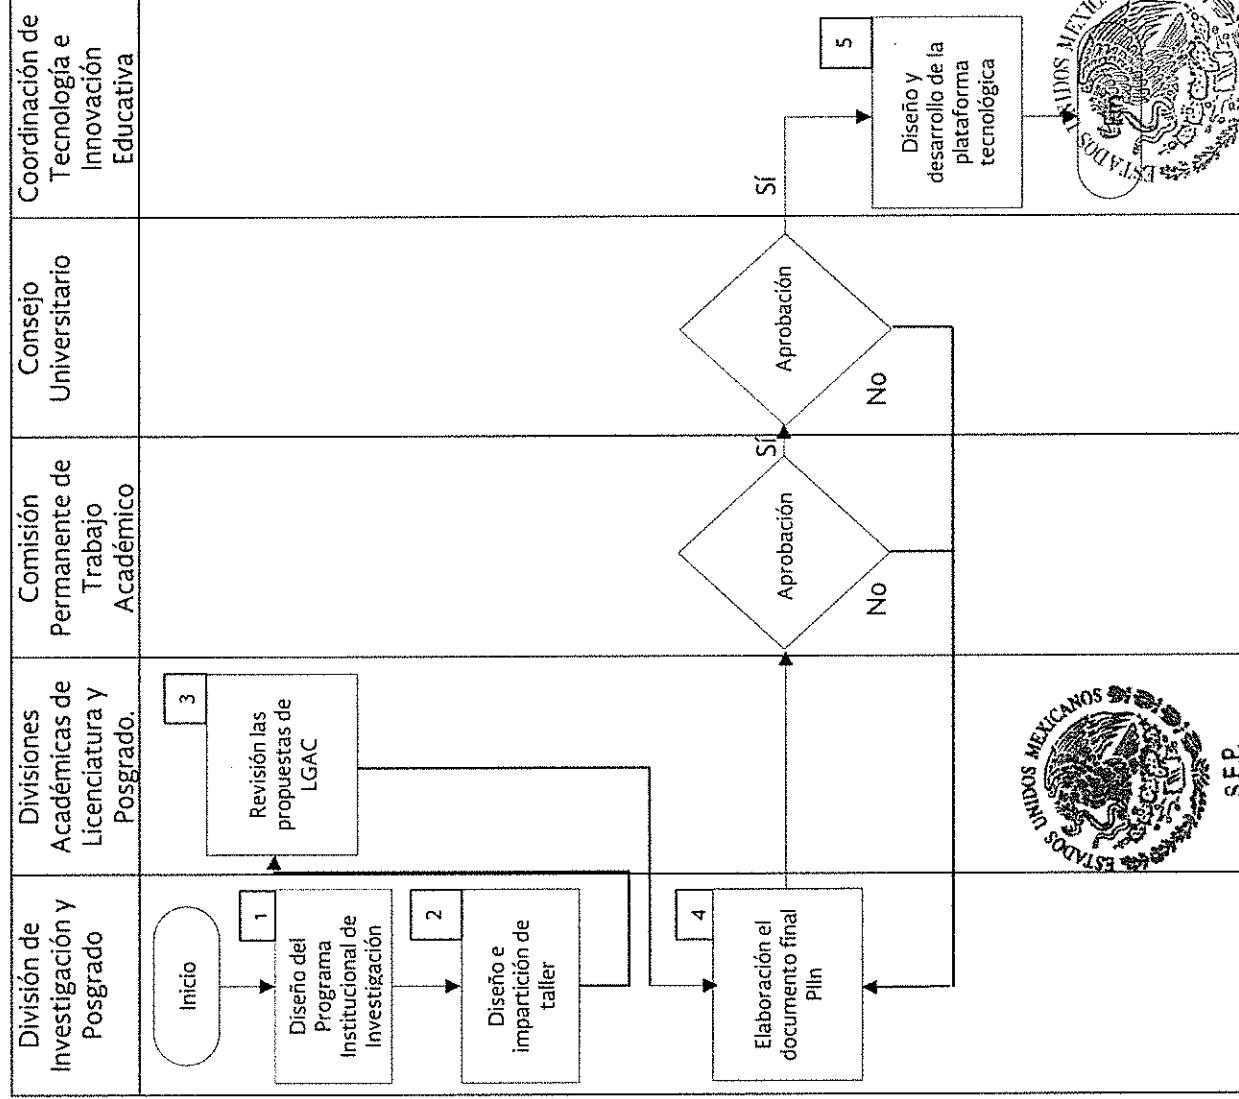 División de
Investigación y
Posgrado
Divisiones
Académicas de
Licenciatura y
Posgrado.
Comisión
Permanente de
Trabajo
Académico
Consejo
Universitario
Coordinación de
Tecnología e
Innovación
Educativa
Inicio
1
Diseño del
Programa
Institucional de
Investigación
2
Diseño e
impartición de
taller
3
Revisión las
propuestas de
LGAC
4
Elaboración el
documento final
PIIn
Aprobación
Sí
No
Aprobación
Sí
No
5
Diseño y
desarrollo de la
plataforma
tecnológica
Fin
ESTADOS UNIDOS MEXICANOS
S.E.P.
ESTADOS UNIDOS